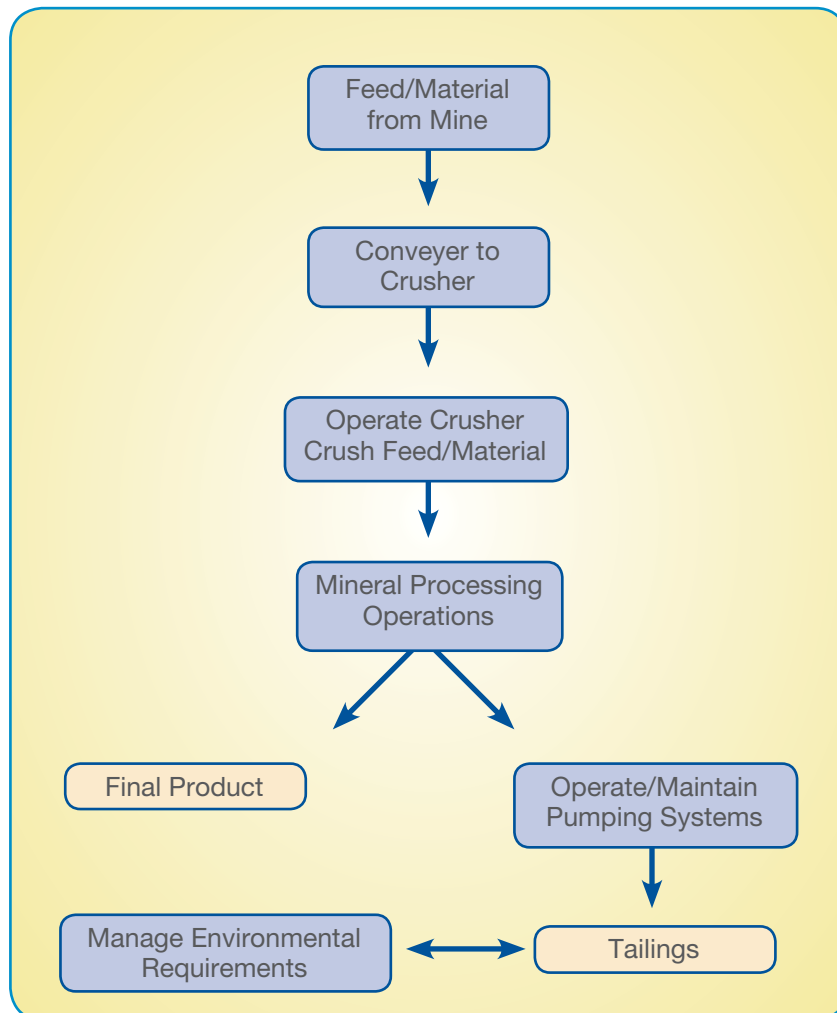 Feed/Material
from Mine
Conveyer to
Crusher
Operate Crusher
Crush Feed/Material
Mineral Processing
Operations
Final Product
Operate/Maintain
Pumping Systems
Manage Environmental
Requirements
Tailings